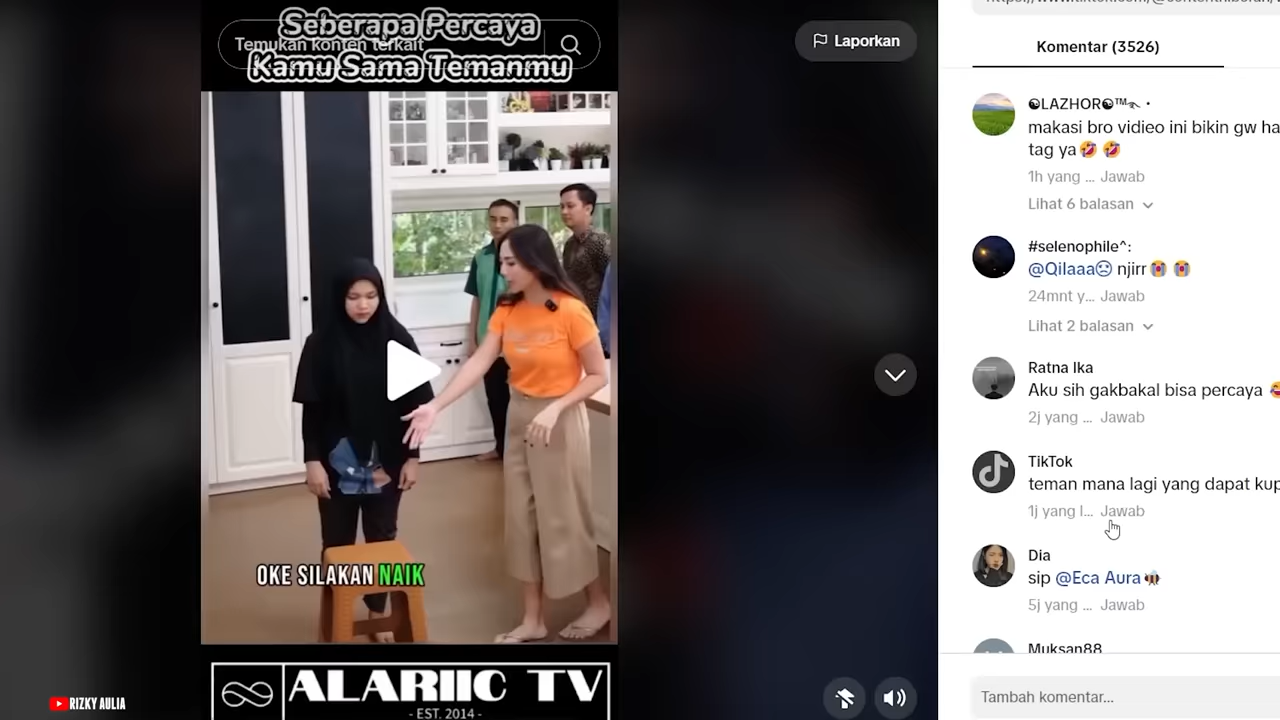 Seberapa Percaya
Temukan konten terkait
Kamu Sama Temanmu
Laporkan
OKE SILAKAN NAIK
ALARIIC TV
- EST. 2014 -
RIZKY AULIA
Komentar (3526)
☯LAZHOR☯™
makasi bro vidieo ini bikin gw ha
tag ya🤣 🤣
1h yang ... Jawab
Lihat 6 balasan
#selenophile^:
@Qilaaa☹ njirr😭 😭
24mnt y... Jawab
Lihat 2 balasan
Ratna Ika
Aku sih gakbakal bisa percaya
2j yang ... Jawab
TikTok
teman mana lagi yang dapat kup
1j yang l... Jawab
Dia
sip @Eca Aura🐝
5j yang ... Jawab
Muksan88
Tambah komentar...